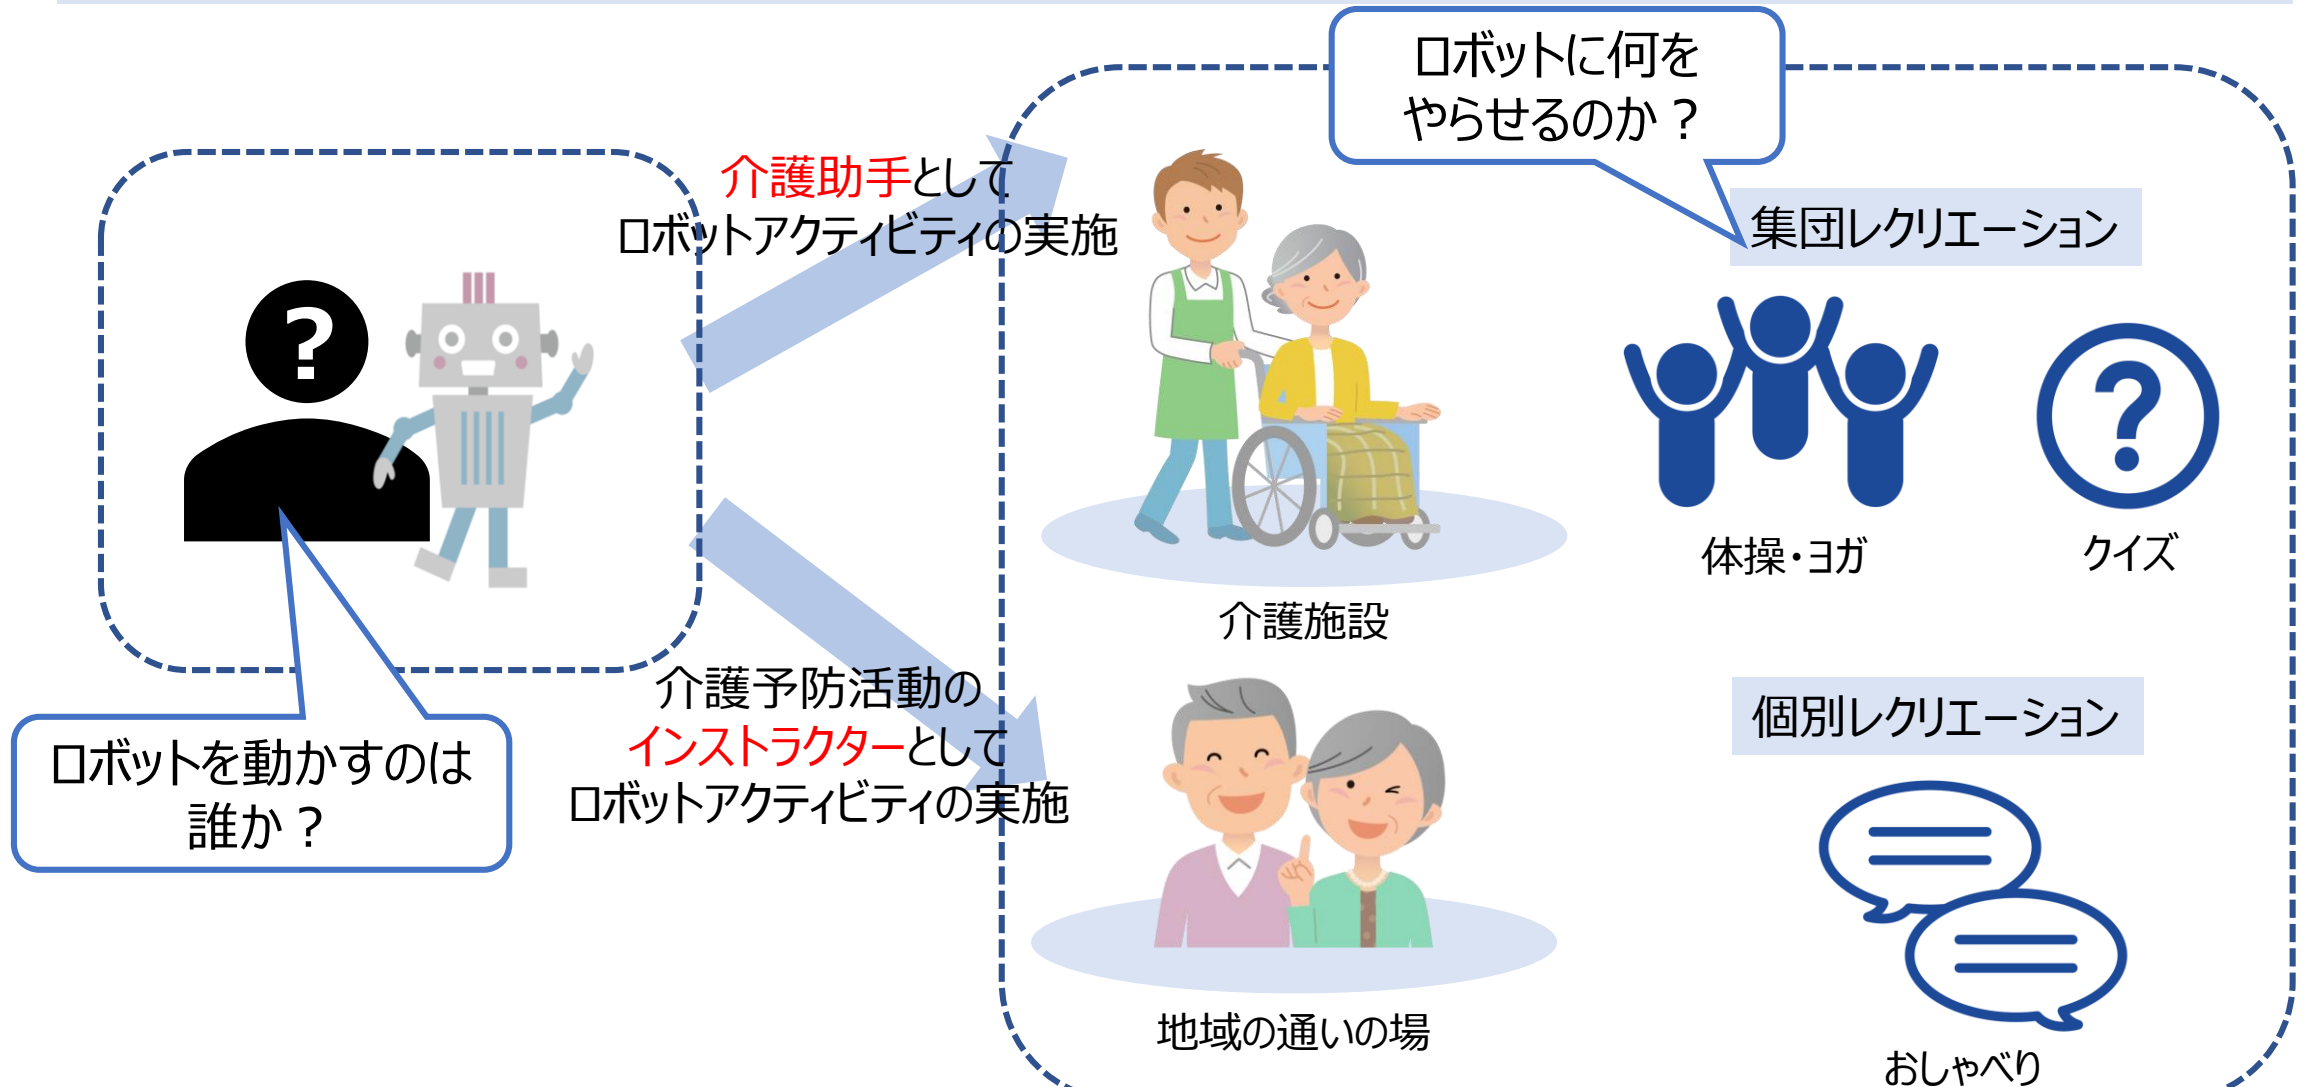 ロボットに何を
やらせるのか？
介護助手として
ロボットアクティビティの実施
集団レクリエーション
?
体操・ヨガ
クイズ
介護施設
介護予防活動の
インストラクターとして
ロボットアクティビティの実施
個別レクリエーション
ロボットを動かすのは
誰か？
地域の通いの場
おしゃべり